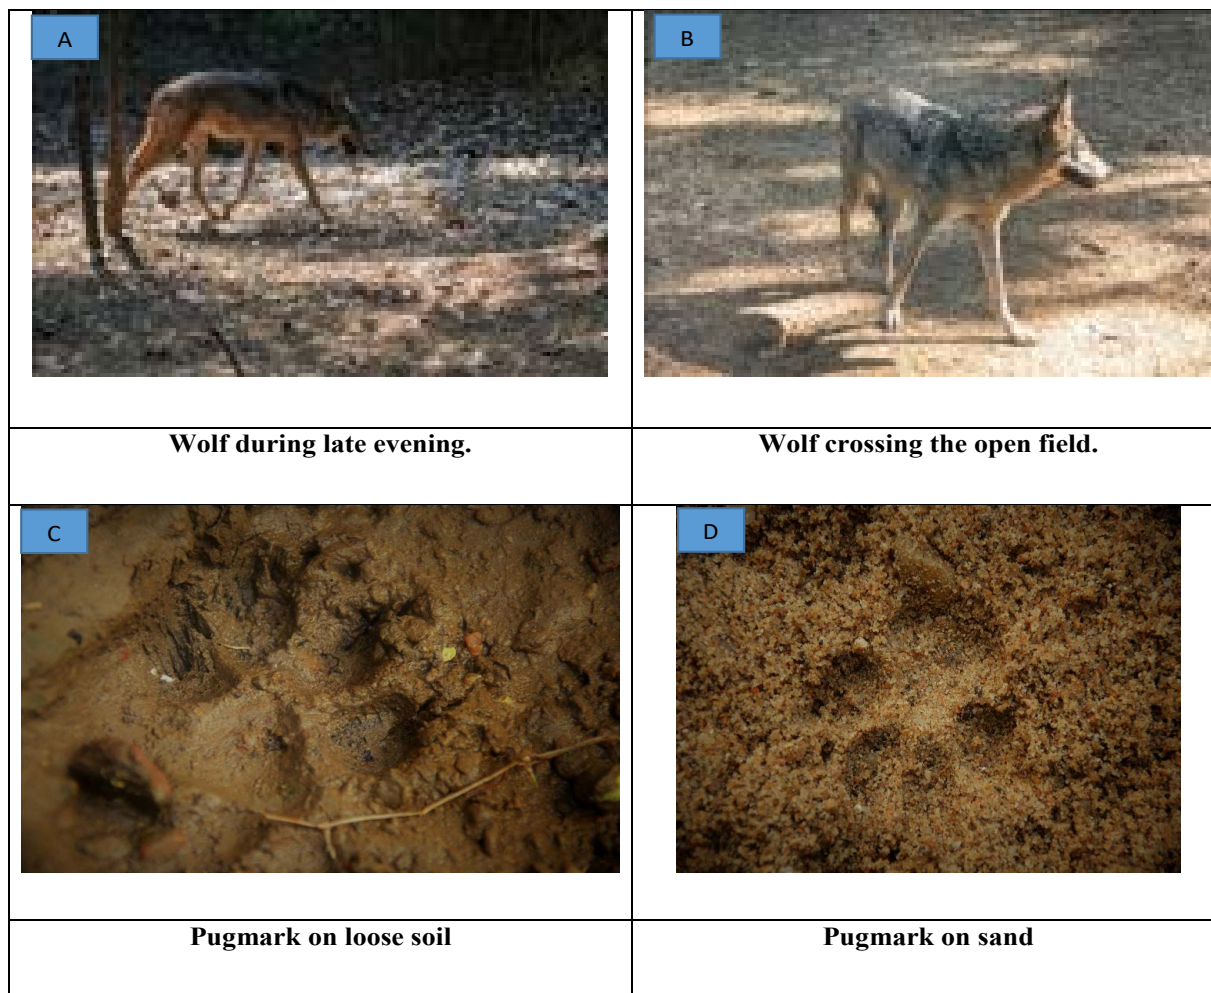 A
B
Wolf during late evening.
Wolf crossing the open field.
C
D
Pugmark on loose soil
Pugmark on sand